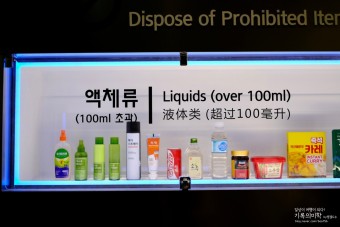 Dispose of Prohibited Ite
액체류
(100ml 초과)
Liquids (over 100ml)
液体类 (超过100毫升)
카레